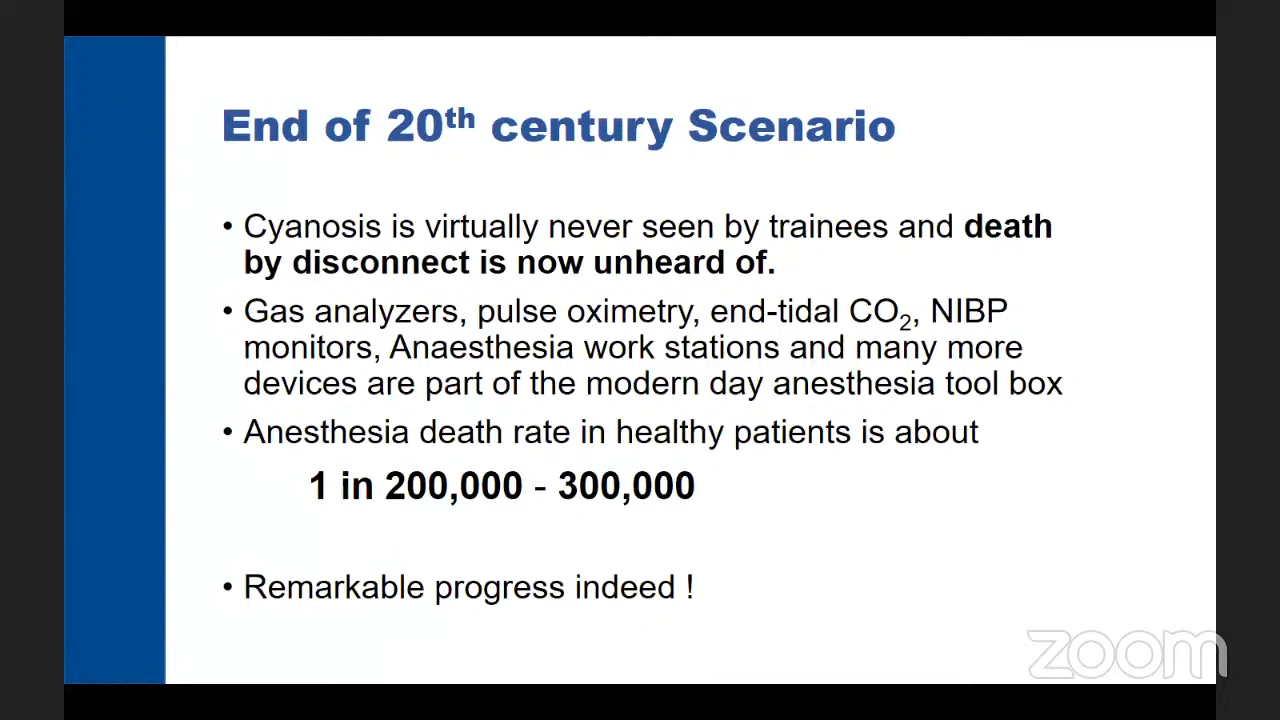 End of 20th century Scenario
• Cyanosis is virtually never seen by trainees and death
by disconnect is now unheard of.
• Gas analyzers, pulse oximetry, end-tidal CO2, NIBP
monitors, Anaesthesia work stations and many more
devices are part of the modern day anesthesia tool box
• Anesthesia death rate in healthy patients is about
1 in 200,000 - 300,000
• Remarkable progress indeed !
zoom